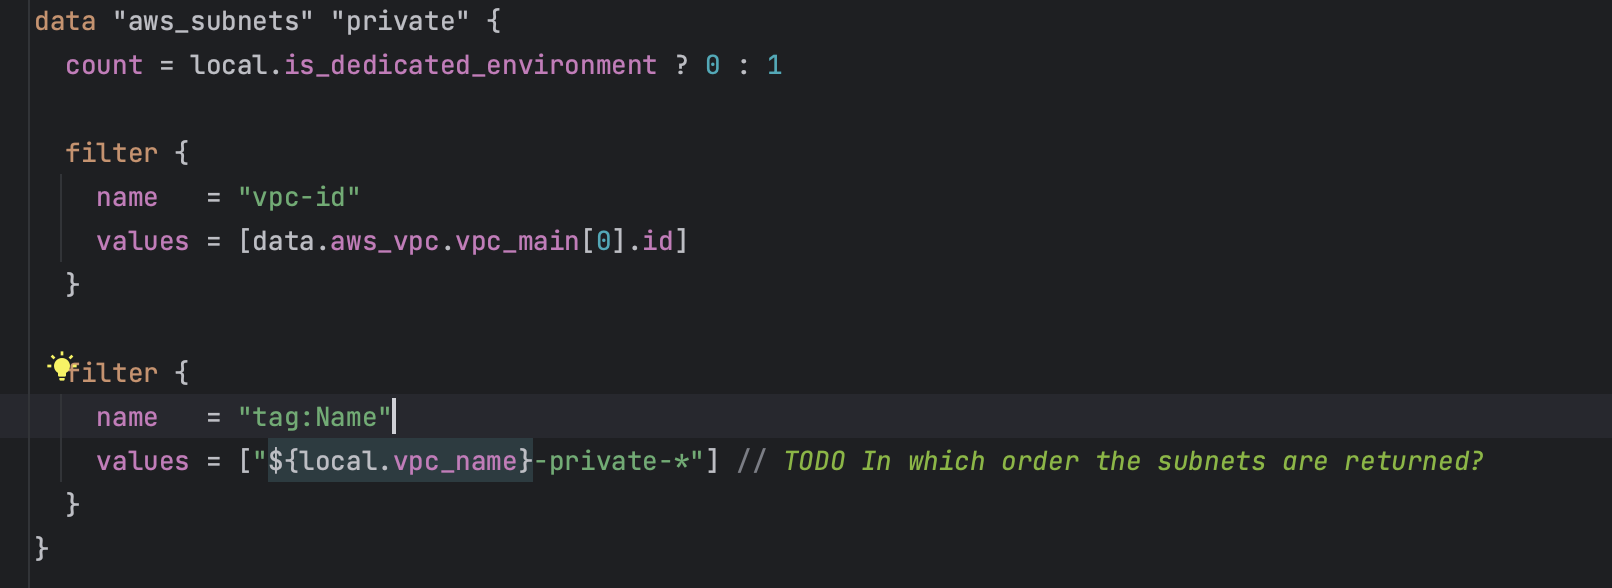 data "aws_subnets" "private" {
  count = local.is_dedicated_environment ? 0 : 1
  filter {
    name   = "vpc-id"
    values = [data.aws_vpc.vpc_main[0].id]
  }
  filter {
    name   = "tag:Name"
    values = ["${local.vpc_name}-private-*"] // TODO In which order the subnets are returned?
  }
}